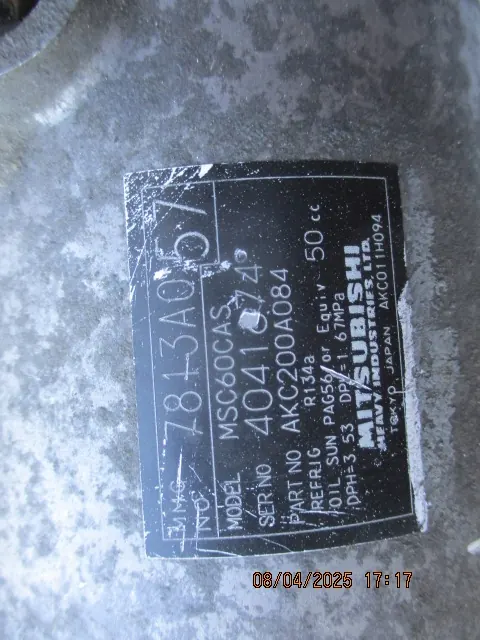 MMC NO. 7813A057
MODEL MSC60CAS
SER NO
PART NO AKC200A084
REFRIG R134a
OIL SUN PAG56 or Equiv 50 cc
DPH=3.53 DPL=1.67MPa
MITSUBISHI
HEAVY INDUSTRIES, LTD.
TOKYO JAPAN AKC011H094
08/04/2025 17:17